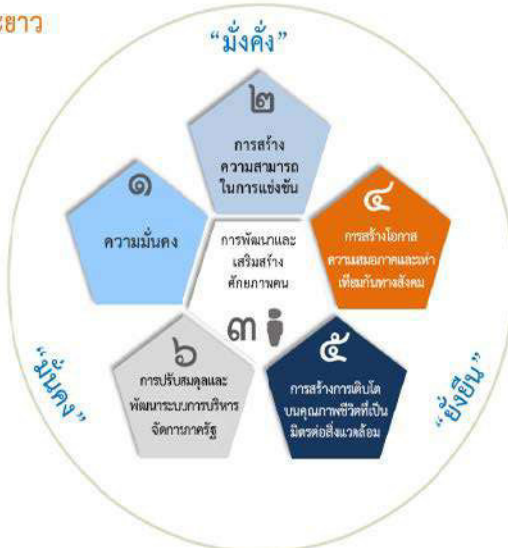 ะยาว
“มั่งคั่ง”
๒
การสร้าง
ความสามารถ
ในการแข่งขัน
๑
ความมั่นคง
๔
การสร้างโอกาส
ความเสมอภาคและเท่า
เทียมกันทางสังคม
การพัฒนาและ
เสริมสร้าง
ศักยภาพคน
๓
๖
การปรับสมดุลและ
พัฒนาระบบการบริหาร
จัดการภาครัฐ
๕
การสร้างการเติบโต
บนคุณภาพชีวิตที่เป็น
มิตรต่อสิ่งแวดล้อม
“มั่นคง”
“ยั่งยืน”